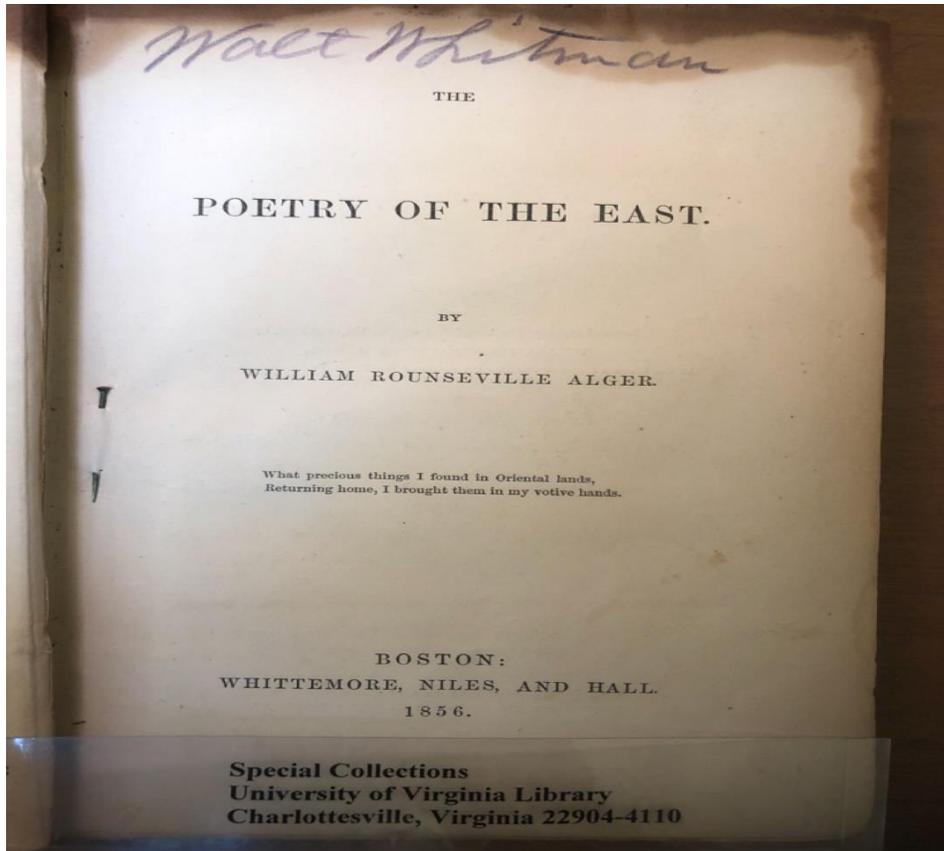 Walt Whitman
THE
POETRY OF THE EAST.
BY
WILLIAM ROUNSEVILLE ALGER.
What precious things I found in Oriental lands,
Returning home, I brought them in my votive hands.
BOSTON:
WHITTEMORE, NILES, AND HALL.
1856.
Special Collections
University of Virginia Library
Charlottesville, Virginia 22904-4110